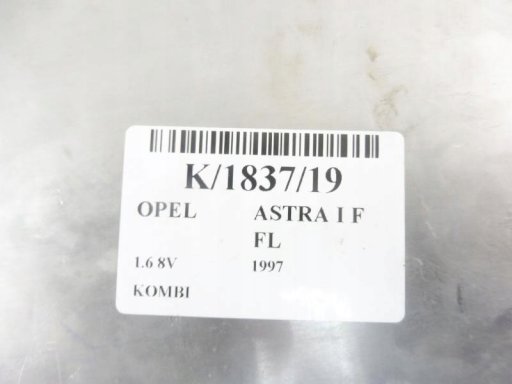 K/1837/19
OPEL ASTRA I F
FL
1.6 8V 1997
KOMBI